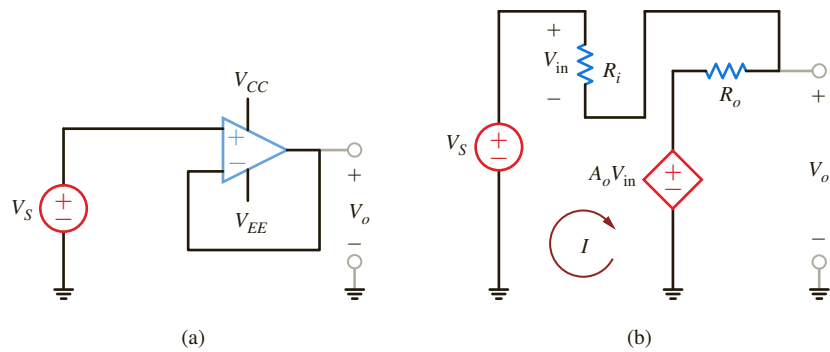 V_CC
+
−
V_S
+
−
V_EE
+
V_o
−
(a)
+
V_in
−
R_i
R_o
V_S
+
−
A_oV_in
+
−
I
+
V_o
−
(b)